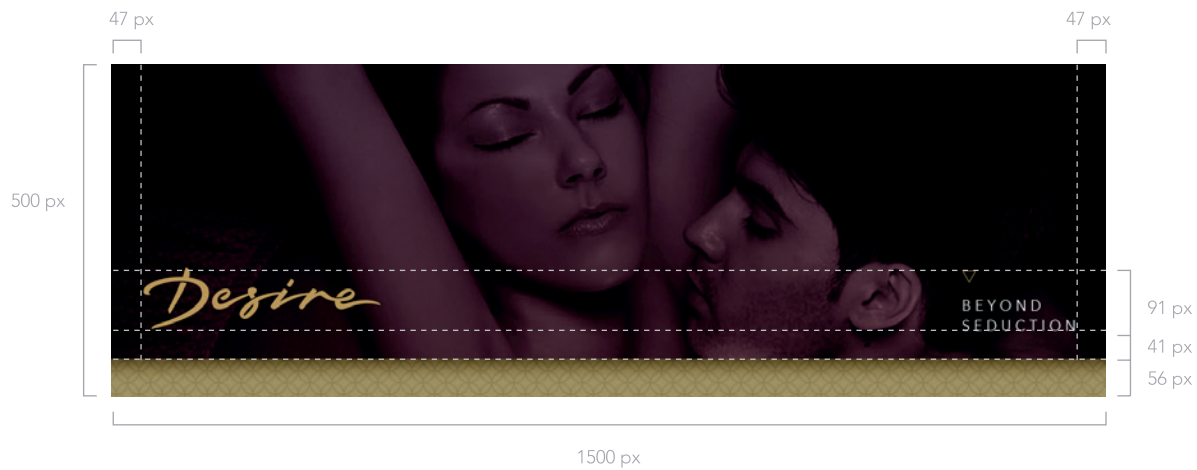 47 px
47 px
500 px
Desire
BEYOND
SEDUCTION
91 px
41 px
56 px
1500 px